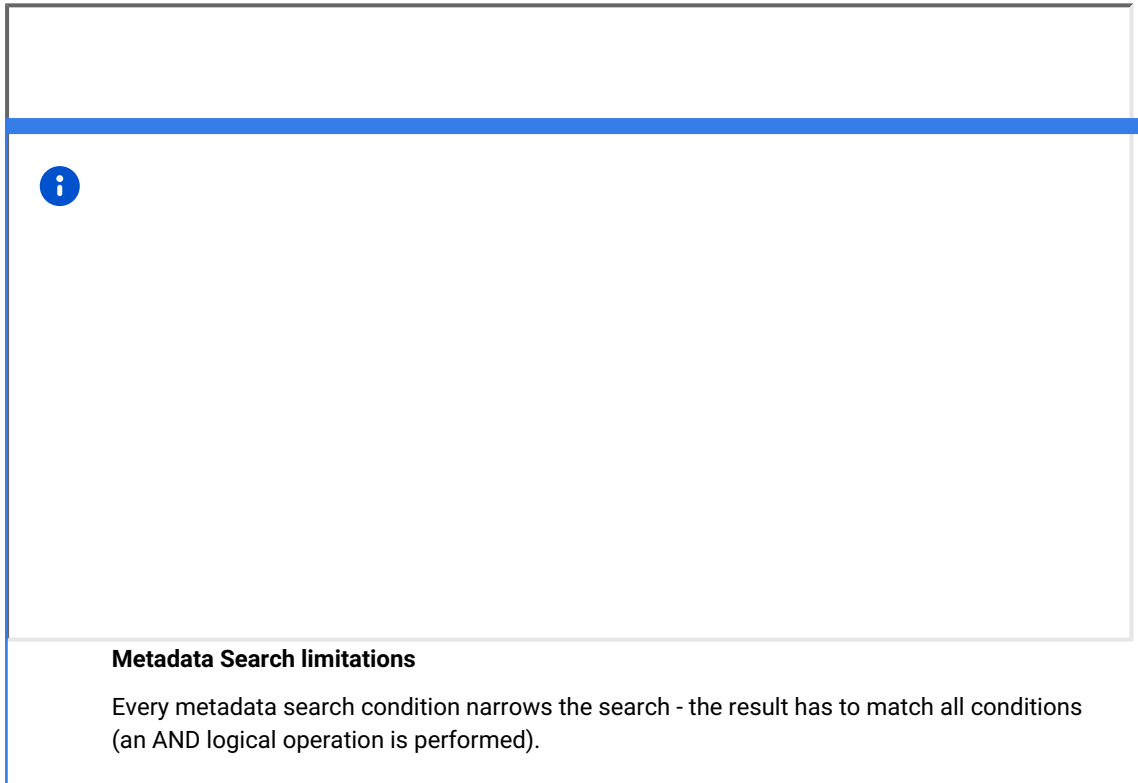 Metadata Search limitations
Every metadata search condition narrows the search - the result has to match all conditions
(an AND logical operation is performed).